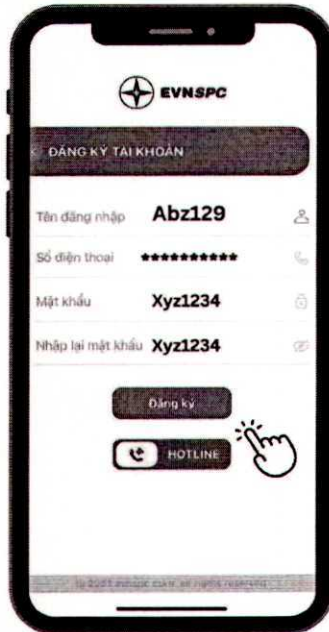 EVNSPC
< ĐĂNG KÝ TÀI KHOẢN
Tên đăng nhập Abz129
Số điện thoại **********
Mật khẩu Xyz1234
Nhập lại mật khẩu Xyz1234
Đăng ký
HOTLINE